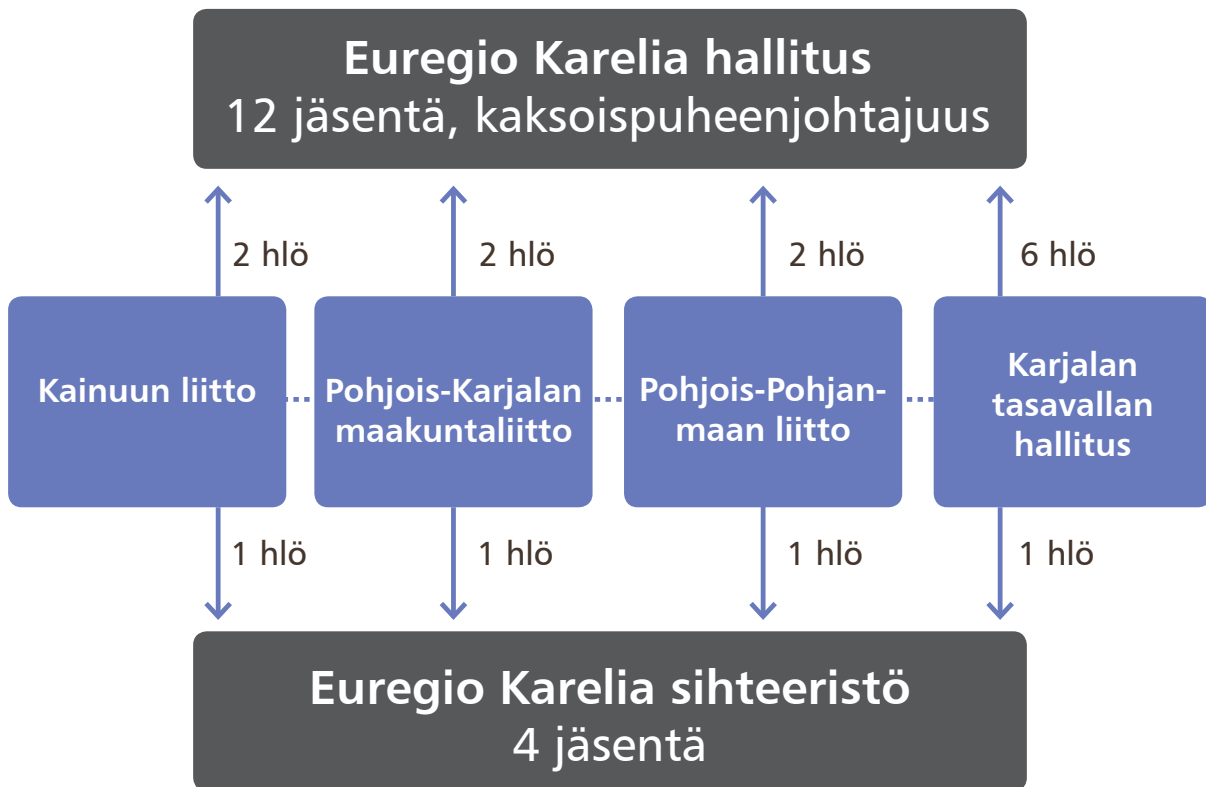 Euregio Karelia hallitus
12 jäsentä, kaksoispuheenjohtajuus
2 hlö
2 hlö
2 hlö
6 hlö
Kainuun liitto
Pohjois-Karjalan
maakuntaliitto
Pohjois-Pohjan-
maan liitto
Karjalan
tasavallan
hallitus
1 hlö
1 hlö
1 hlö
1 hlö
Euregio Karelia sihteeristö
4 jäsentä